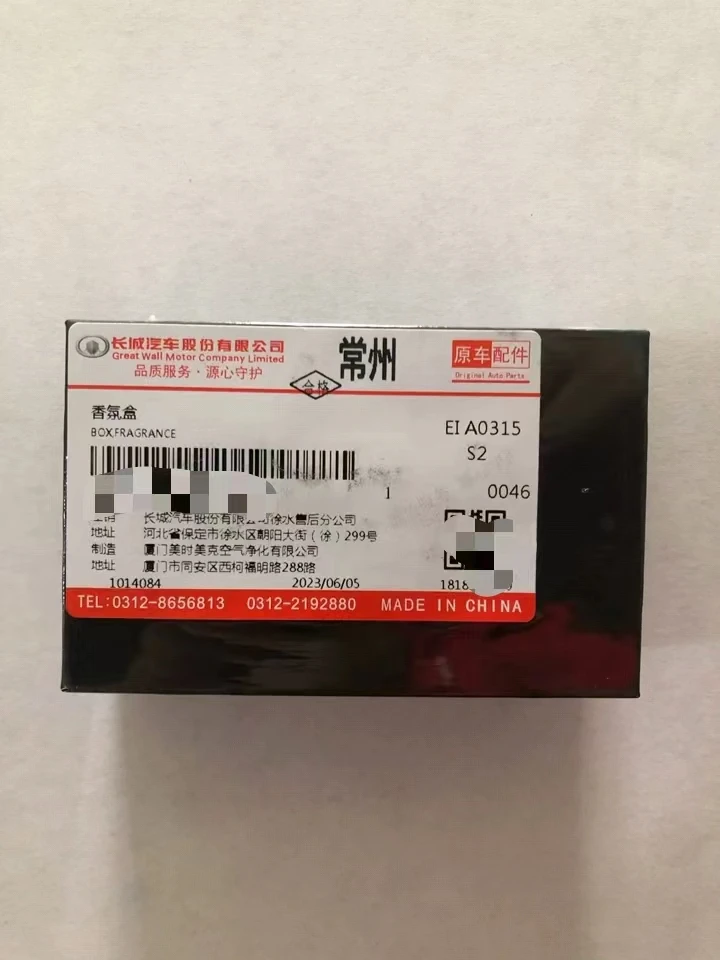 长城汽车股份有限公司
Great Wall Motor Company Limited
品质服务·源心守护
合格
常州
原车配件
Original Auto Parts
香氛盒
BOX,FRAGRANCE
EI A0315
S2
1
0046
长城汽车股份有限公司徐水售后分公司
地址 河北省保定市徐水区朝阳大街（徐）299号
制造 厦门美时美克空气净化有限公司
地址 厦门市同安区西柯福明路288路
1014084 2023/06/05 1818
TEL:0312-8656813 0312-2192880 MADE IN CHINA